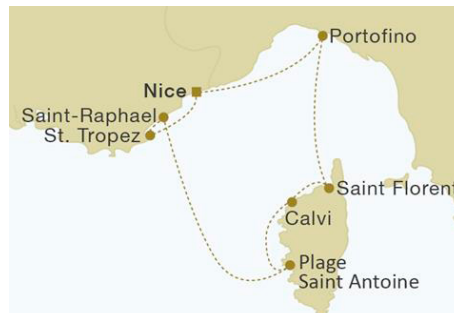 Portofino
Nice
Saint-Raphael
St. Tropez
Saint Florent
Calvi
Plage
Saint Antoine